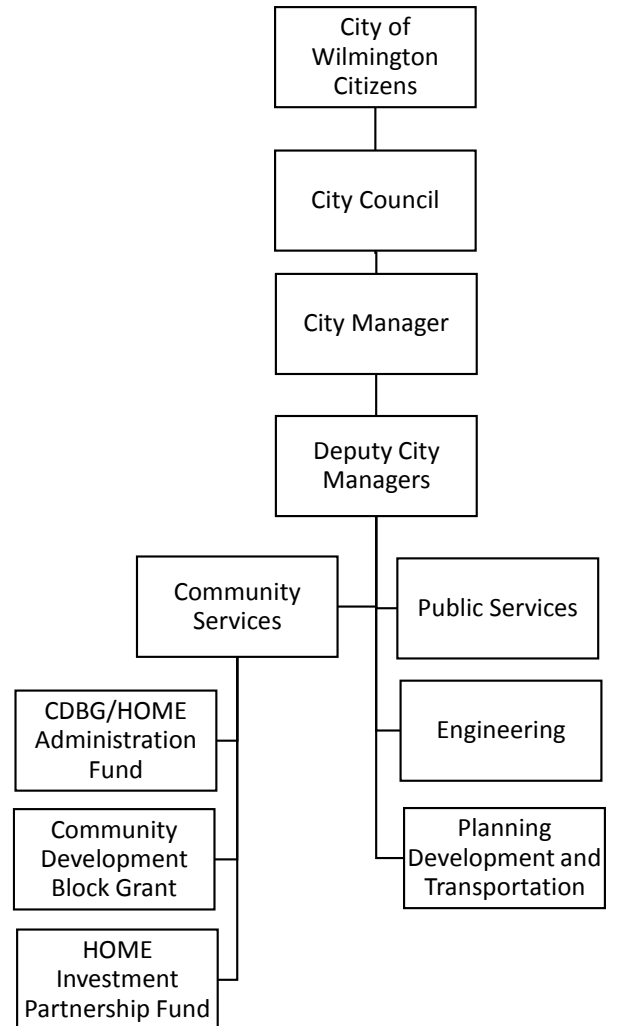 City of
Wilmington
Citizens
City Council
City Manager
Deputy City
Managers
Community
Services
Public Services
CDBG/HOME
Administration
Fund
Engineering
Community
Development
Block Grant
Planning
Development and
Transportation
HOME
Investment
Partnership Fund